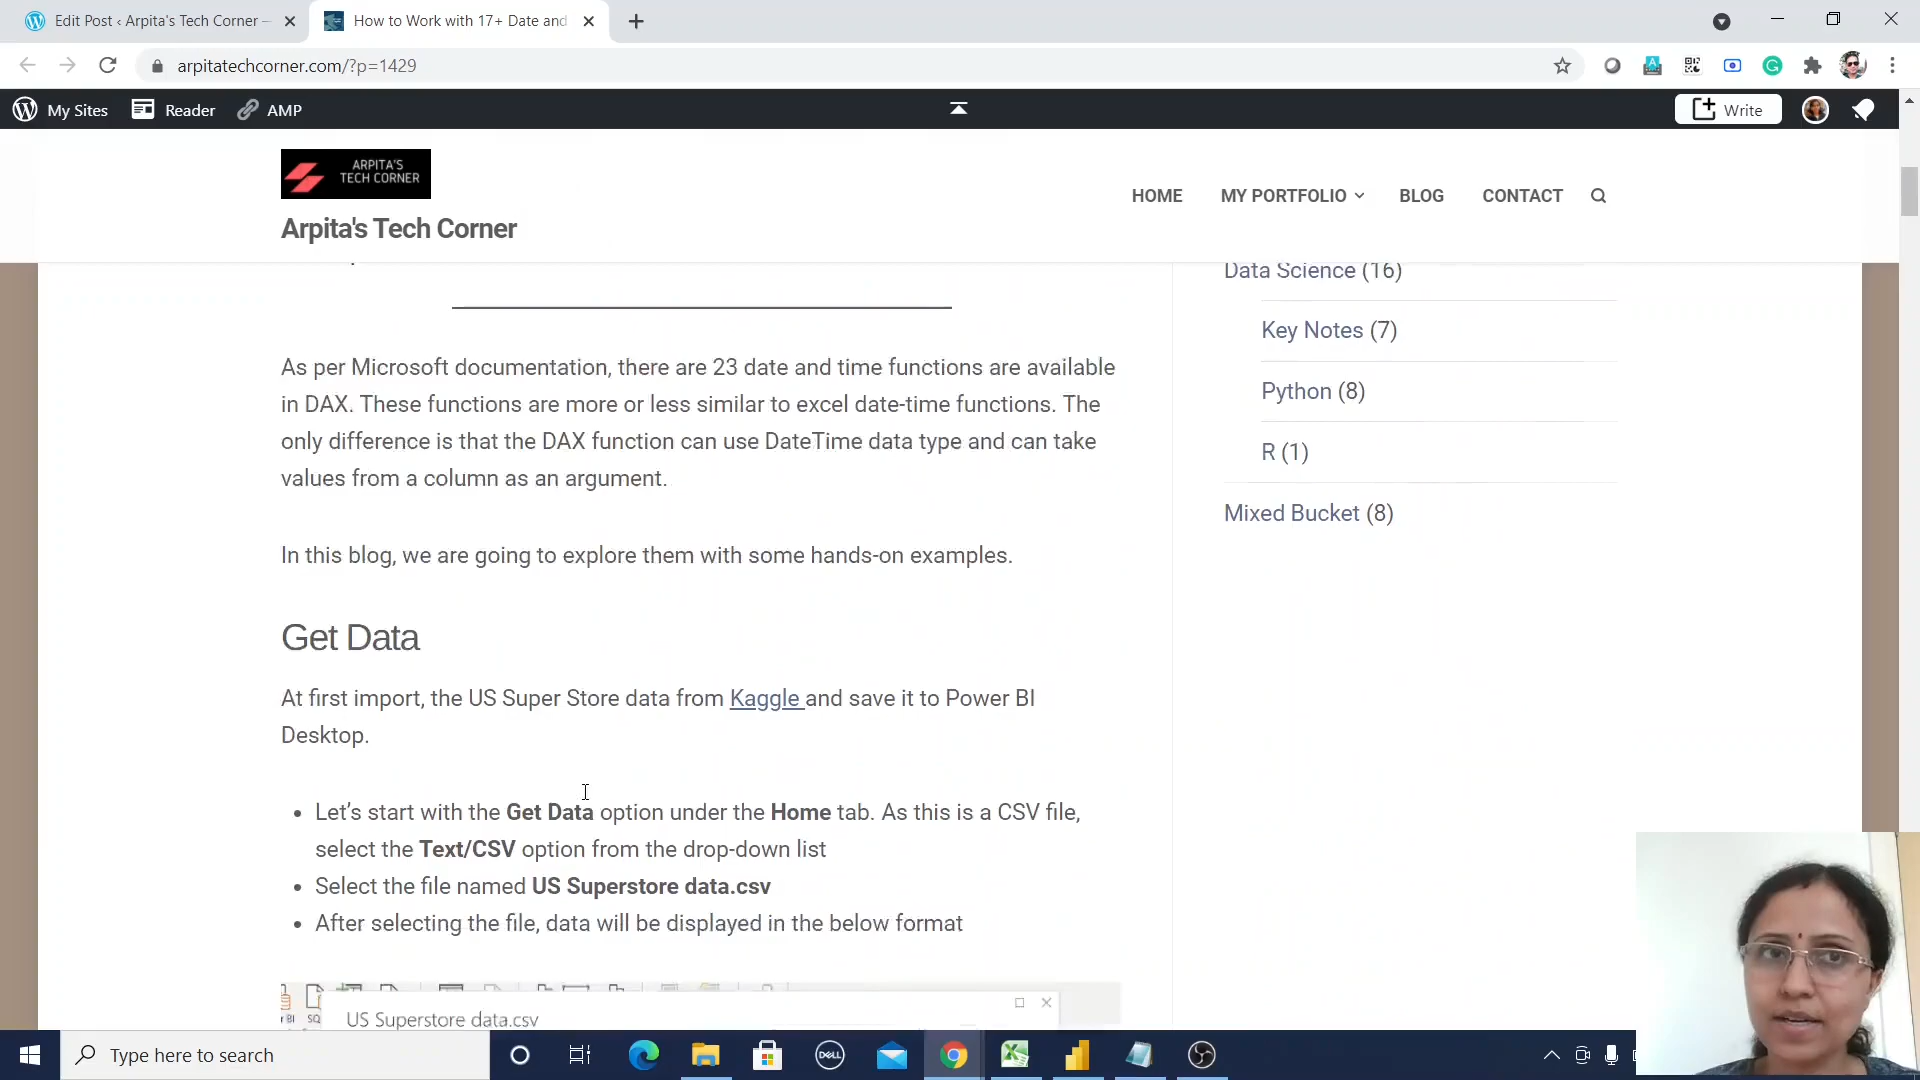 Edit Post ‹ Arpita's Tech Corner —
How to Work with 17+ Date and
arpitatechcorner.com/?p=1429
My Sites
Reader
AMP
Write
ARPITA'S
TECH CORNER
Arpita's Tech Corner
HOME
MY PORTFOLIO
BLOG
CONTACT
As per Microsoft documentation, there are 23 date and time functions are available
in DAX. These functions are more or less similar to excel date-time functions. The
only difference is that the DAX function can use DateTime data type and can take
values from a column as an argument.
In this blog, we are going to explore them with some hands-on examples.
Get Data
At first import, the US Super Store data from Kaggle and save it to Power BI
Desktop.
• Let's start with the Get Data option under the Home tab. As this is a CSV file,
select the Text/CSV option from the drop-down list
• Select the file named US Superstore data.csv
• After selecting the file, data will be displayed in the below format
US Superstore data.csv
Data Science (16)
Key Notes (7)
Python (8)
R (1)
Mixed Bucket (8)
Type here to search
DELL